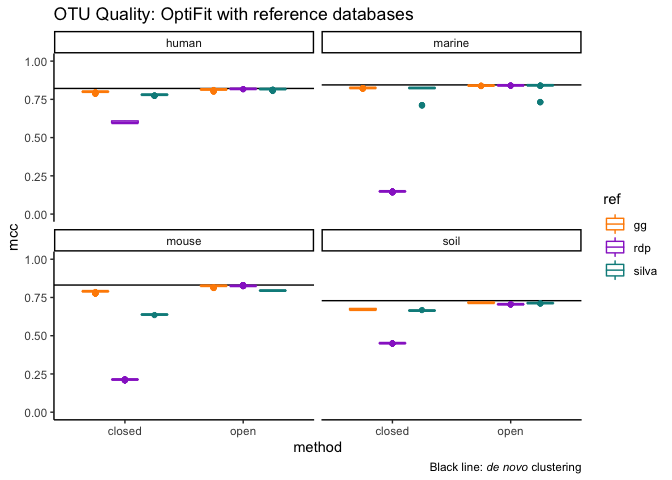 OTU Quality: OptiFit with reference databases
human
marine
1.00
0.75
0.50
0.25
0.00
mouse
soil
1.00
0.75
0.50
0.25
0.00
mcc
closed
open
closed
open
method
ref
gg
rdp
silva
Black line: de novo clustering